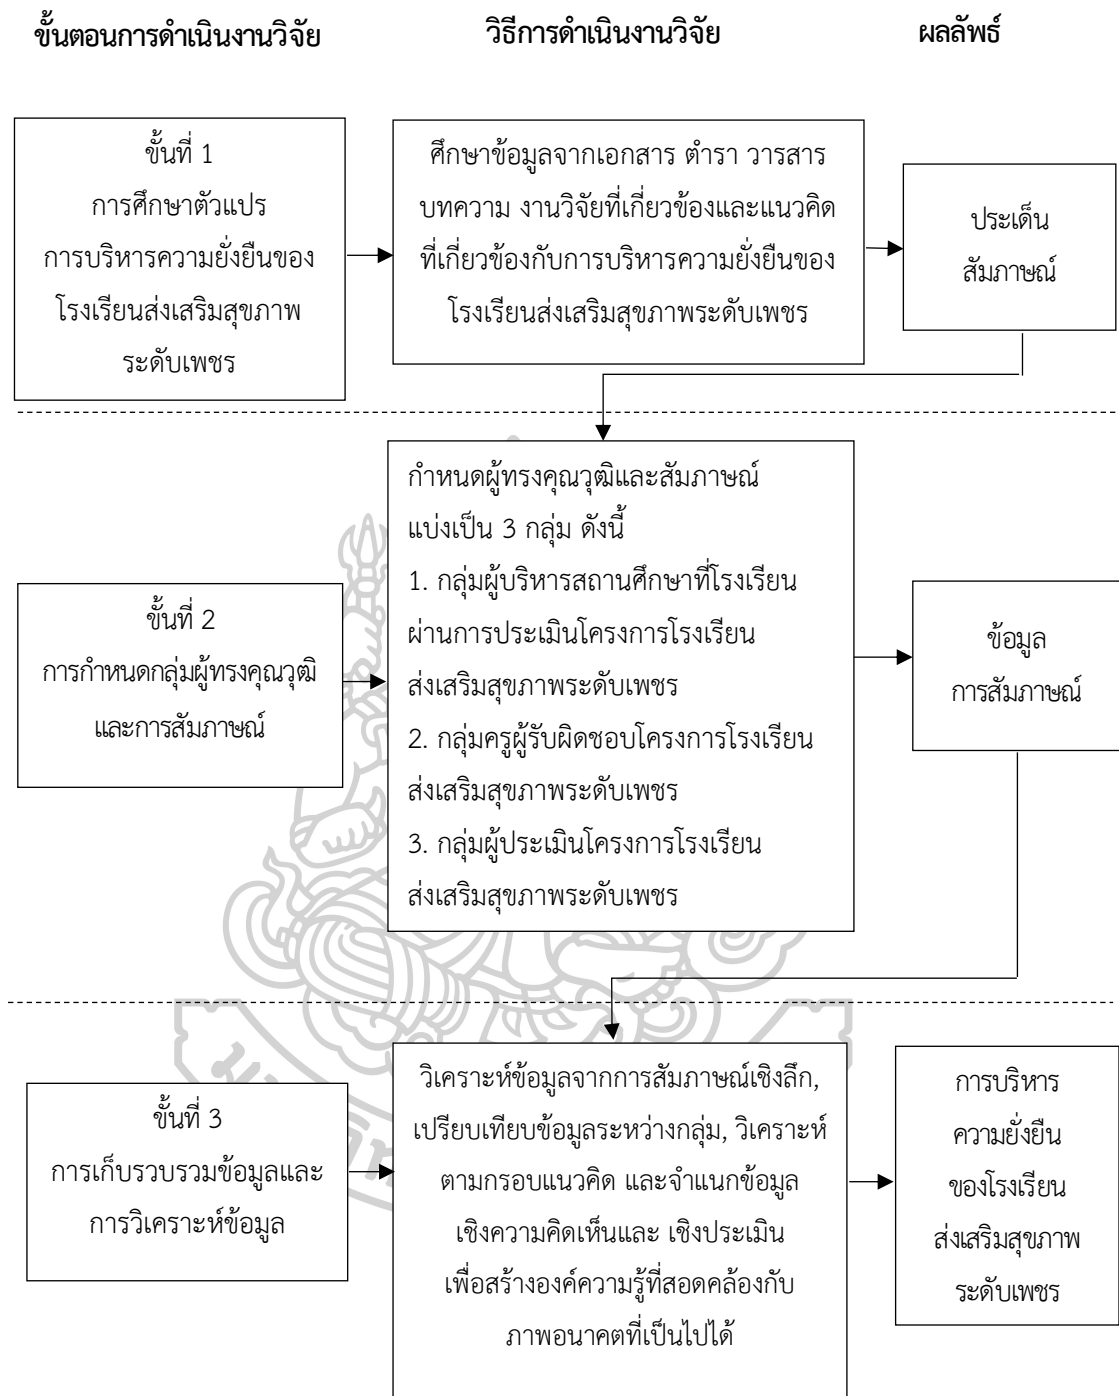 ขั้นตอนการดำเนินงานวิจัย
วิธีการดำเนินงานวิจัย
ผลลัพธ์
ขั้นที่ 1
การศึกษาตัวแปร
การบริหารความยั่งยืนของ
โรงเรียนส่งเสริมสุขภาพ
ระดับเพชร
ศึกษาข้อมูลจากเอกสาร ตำรา วารสาร
บทความ งานวิจัยที่เกี่ยวข้องและแนวคิด
ที่เกี่ยวข้องกับการบริหารความยั่งยืนของ
โรงเรียนส่งเสริมสุขภาพระดับเพชร
ประเด็น
สัมภาษณ์
ขั้นที่ 2
การกำหนดกลุ่มผู้ทรงคุณวุฒิ
และการสัมภาษณ์
กำหนดผู้ทรงคุณวุฒิและสัมภาษณ์
แบ่งเป็น 3 กลุ่ม ดังนี้
1. กลุ่มผู้บริหารสถานศึกษาที่โรงเรียน
ผ่านการประเมินโครงการโรงเรียน
ส่งเสริมสุขภาพระดับเพชร
2. กลุ่มครูผู้รับผิดชอบโครงการโรงเรียน
ส่งเสริมสุขภาพระดับเพชร
3. กลุ่มผู้ประเมินโครงการโรงเรียน
ส่งเสริมสุขภาพระดับเพชร
ข้อมูล
การสัมภาษณ์
ขั้นที่ 3
การเก็บรวบรวมข้อมูลและ
การวิเคราะห์ข้อมูล
วิเคราะห์ข้อมูลจากการสัมภาษณ์เชิงลึก,
เปรียบเทียบข้อมูลระหว่างกลุ่ม, วิเคราะห์
ตามกรอบแนวคิด และจำแนกข้อมูล
เชิงความคิดเห็นและ เชิงประเมิน
เพื่อสร้างองค์ความรู้ที่สอดคล้องกับ
ภาพอนาคตที่เป็นไปได้
การบริหาร
ความยั่งยืน
ของโรงเรียน
ส่งเสริมสุขภาพ
ระดับเพชร